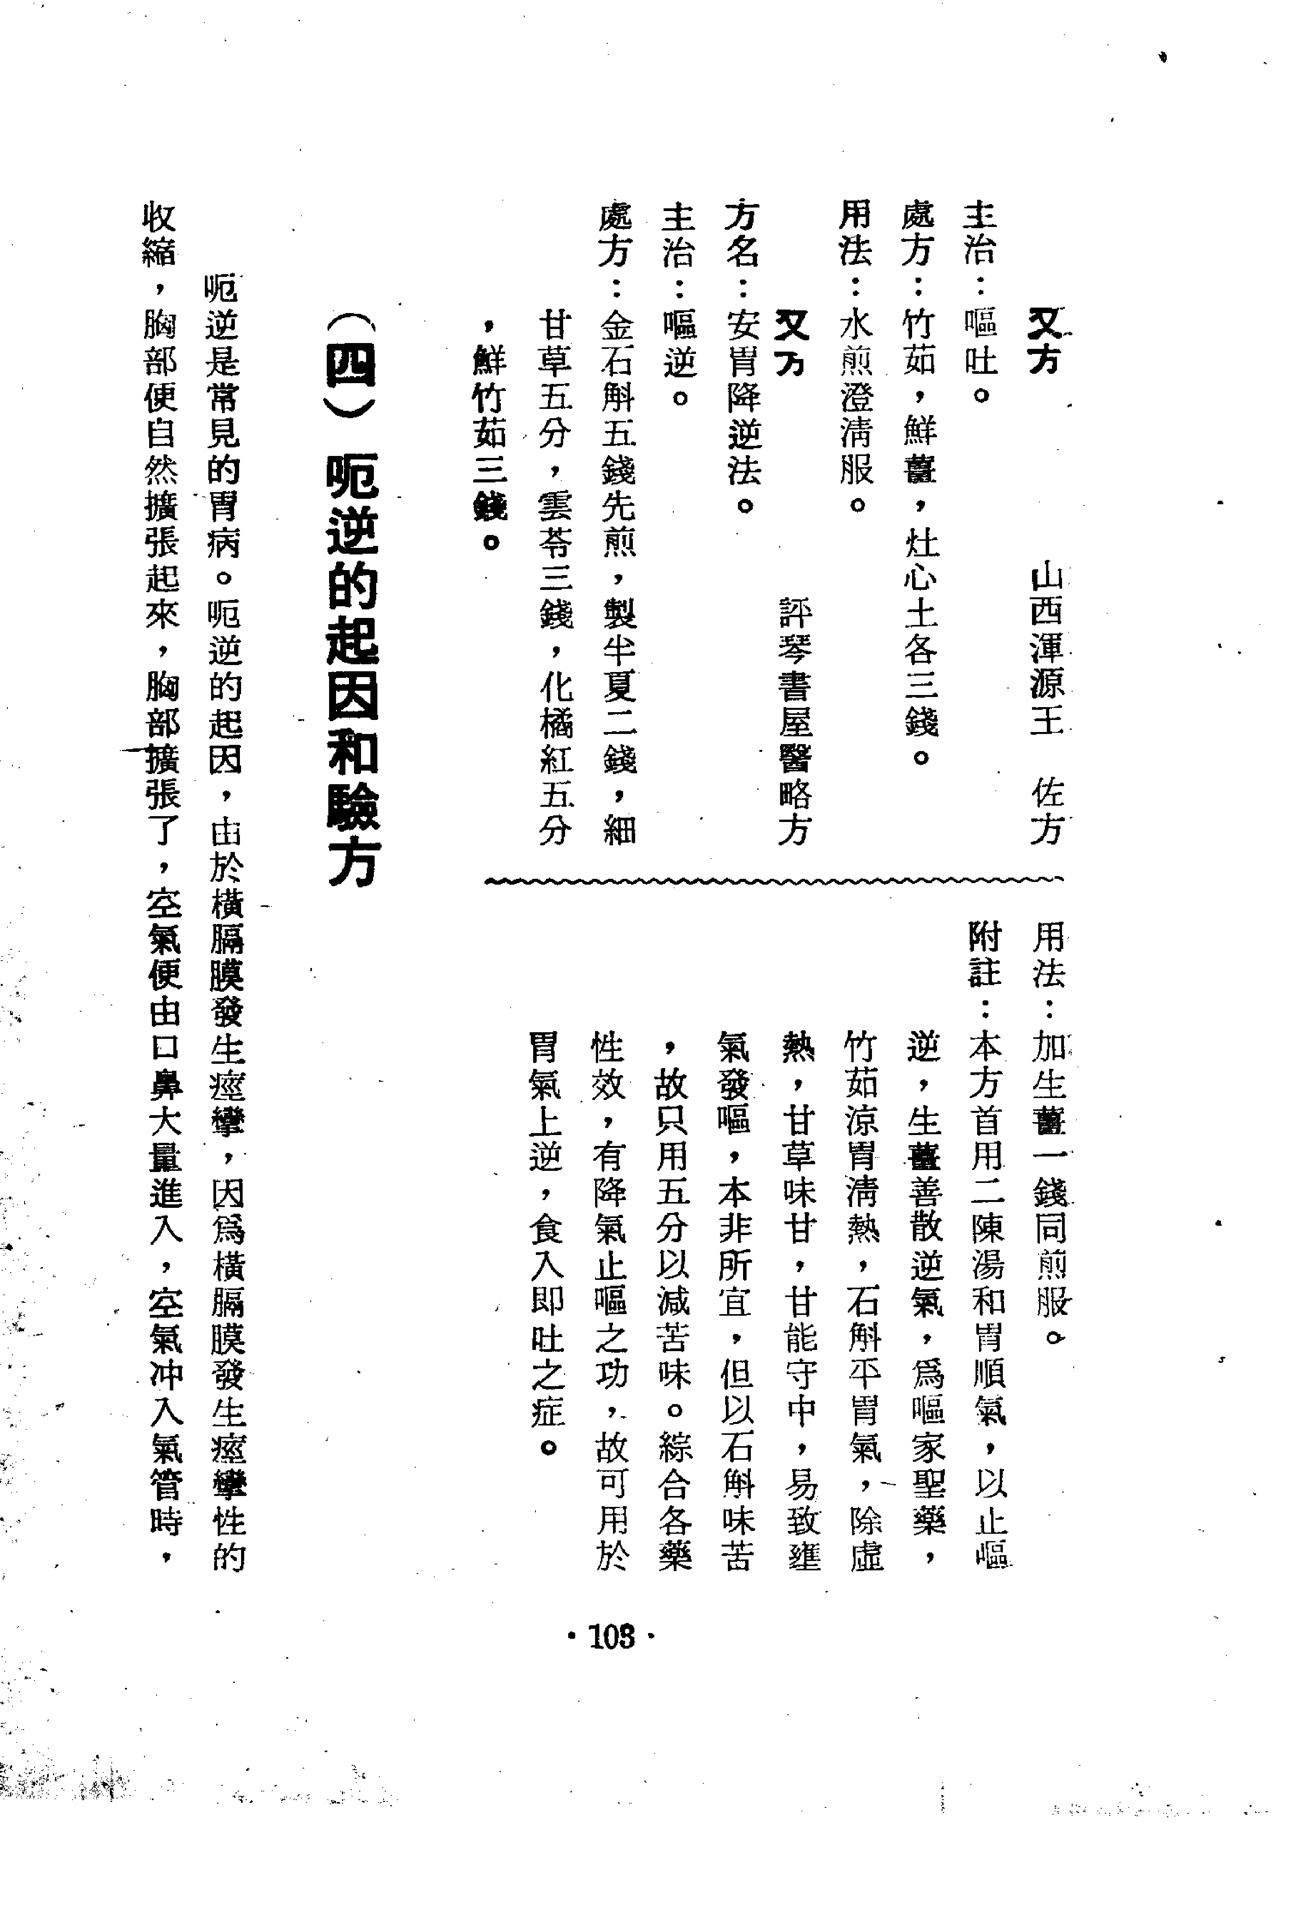 又方　山西渾源王　佐方
主治：嘔吐。
處方：竹茹，鮮薑，灶心土各三錢。
用法：水煎澄清服。
又方　評琴書屋醫略方
方名：安胃降逆法。
主治：嘔逆。
處方：金石斛五錢先煎，製半夏二錢，細
甘草五分，雲苓三錢，化橘紅五分
，鮮竹茹三錢。
用法：加生薑一錢同煎服。
附註：本方首用二陳湯和胃順氣，以止嘔
逆，生薑善散逆氣，爲嘔家聖藥，
竹茹涼胃清熱，石斛平胃氣，除虛
熱，甘草味甘，甘能守中，易致壅
氣發嘔，本非所宜，但以石斛味苦
，故只用五分以減苦味。綜合各藥
性效，有降氣止嘔之功，故可用於
胃氣上逆，食入即吐之症。
（四）呃逆的起因和驗方
呃逆是常見的胃病。呃逆的起因，由於橫膈膜發生痙攣，因爲橫膈膜發生痙攣性的
收縮，胸部便自然擴張起來，胸部擴張了，空氣便由口鼻大量進入，空氣冲入氣管時，
·103·